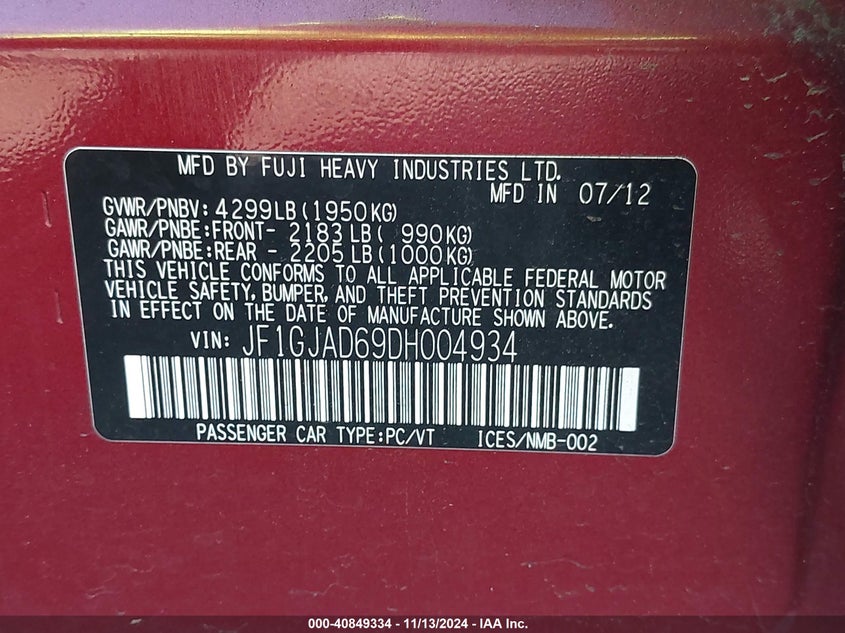 MFD BY FUJI HEAVY INDUSTRIES LTD.
MFD IN 07/12
GVWR/PNBV: 4299LB(1950KG)
GAWR/PNBE:FRONT- 2183LB( 990KG)
GAWR/PNBE:REAR - 2205LB(1000KG)
THIS VEHICLE CONFORMS TO ALL APPLICABLE FEDERAL MOTOR
VEHICLE SAFETY, BUMPER, AND THEFT PREVENTION STANDARDS
IN EFFECT ON THE DATE OF MANUFACTURE SHOWN ABOVE.
VIN: JF1GJAD69DH004934
PASSENGER CAR TYPE:PC/VT ICES/NMB-002
000-40849334 - 11/13/2024 - IAA Inc.